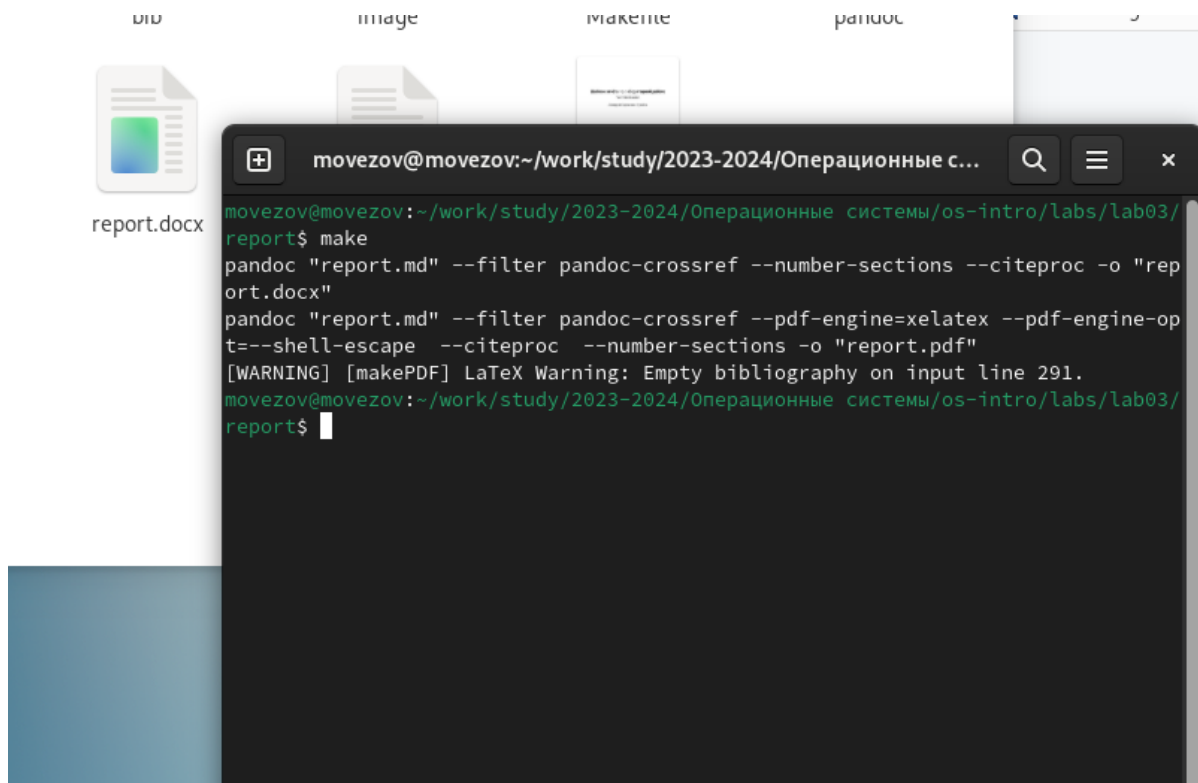 bib
image
Makefile
pandoc
report.docx
movezov@movezov:~/work/study/2023-2024/Операционные с...
movezov@movezov:~/work/study/2023-2024/Операционные системы/os-intro/labs/lab03/
report$ make
pandoc "report.md" --filter pandoc-crossref --number-sections --citeproc -o "rep
ort.docx"
pandoc "report.md" --filter pandoc-crossref --pdf-engine=xelatex --pdf-engine-op
t=--shell-escape  --citeproc  --number-sections -o "report.pdf"
[WARNING] [makePDF] LaTeX Warning: Empty bibliography on input line 291.
movezov@movezov:~/work/study/2023-2024/Операционные системы/os-intro/labs/lab03/
report$